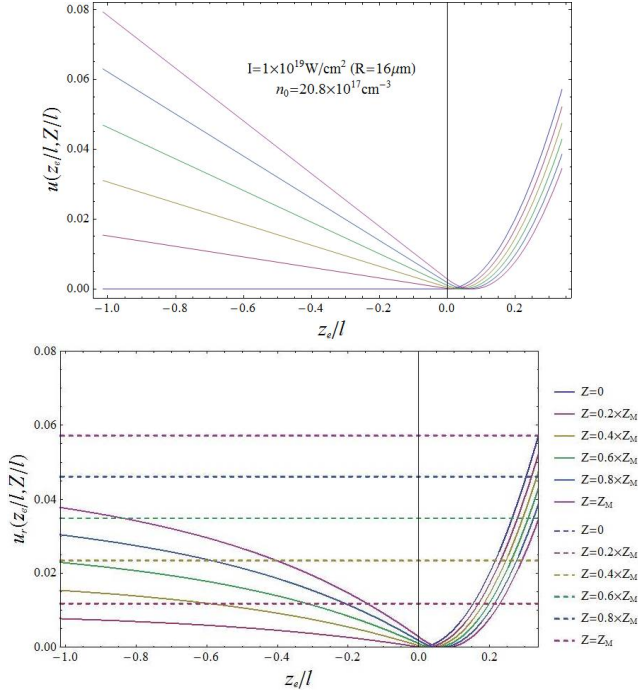 0.08
0.06
0.04
0.02
0.00
u(zₑ/l,Z/l)
I=1×10¹⁹W/cm² (R=16μm)
n₀=20.8×10¹⁷cm⁻³
-1.0 -0.8 -0.6 -0.4 -0.2 0.0 0.2
zₑ/l
0.08
0.06
0.04
0.02
0.00
uᵣ(zₑ/l,Z/l)
-1.0 -0.8 -0.6 -0.4 -0.2 0.0 0.2
zₑ/l
Z=0
Z=0.2×Z_M
Z=0.4×Z_M
Z=0.6×Z_M
Z=0.8×Z_M
Z=Z_M
Z=0
Z=0.2×Z_M
Z=0.4×Z_M
Z=0.6×Z_M
Z=0.8×Z_M
Z=Z_M